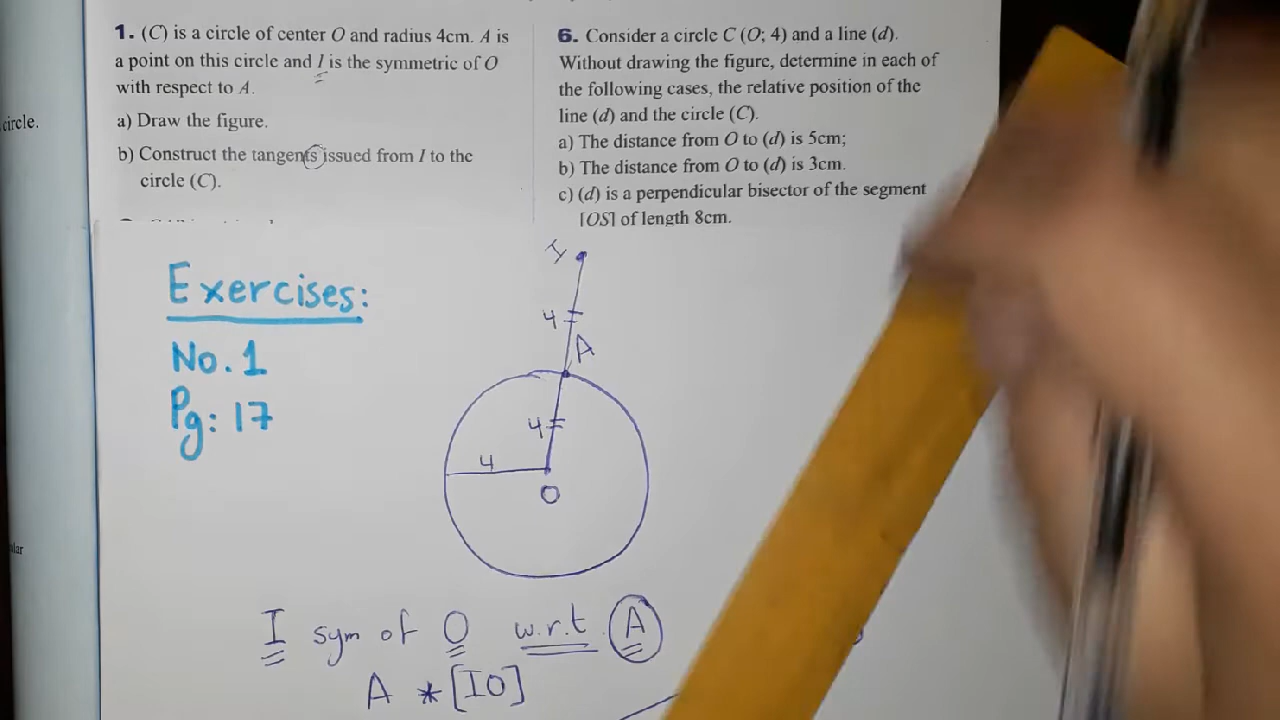 circle.
1. (C) is a circle of center O and radius 4cm. A is
a point on this circle and I is the symmetric of O
with respect to A.
a) Draw the figure.
b) Construct the tangents issued from I to the
circle (C).
6. Consider a circle C (O; 4) and a line (d).
Without drawing the figure, determine in each of
the following cases, the relative position of the
line (d) and the circle (C).
a) The distance from O to (d) is 5cm;
b) The distance from O to (d) is 3cm.
c) (d) is a perpendicular bisector of the segment
[OS] of length 8cm.
Exercises:
No. 1
Pg: 17
I
4
A
4
4
O
I sym of O w.r.t A
A * [IO]